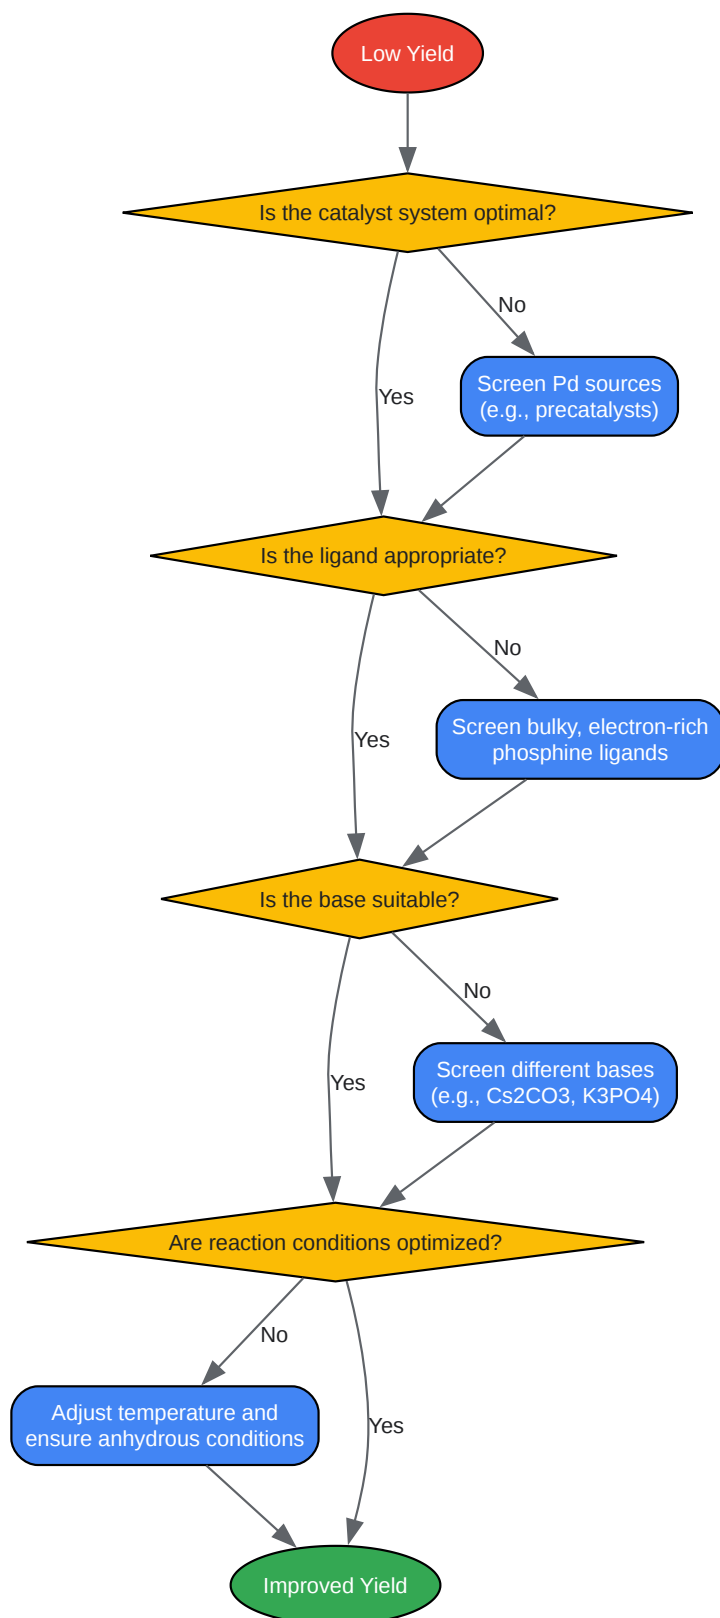 Low Yield
Is the catalyst system optimal?
No
Screen Pd sources
(e.g., precatalysts)
Yes
Is the ligand appropriate?
No
Screen bulky, electron-rich
phosphine ligands
Yes
Is the base suitable?
No
Screen different bases
(e.g., Cs2CO3, K3PO4)
Yes
Are reaction conditions optimized?
No
Adjust temperature and
ensure anhydrous conditions
Yes
Improved Yield